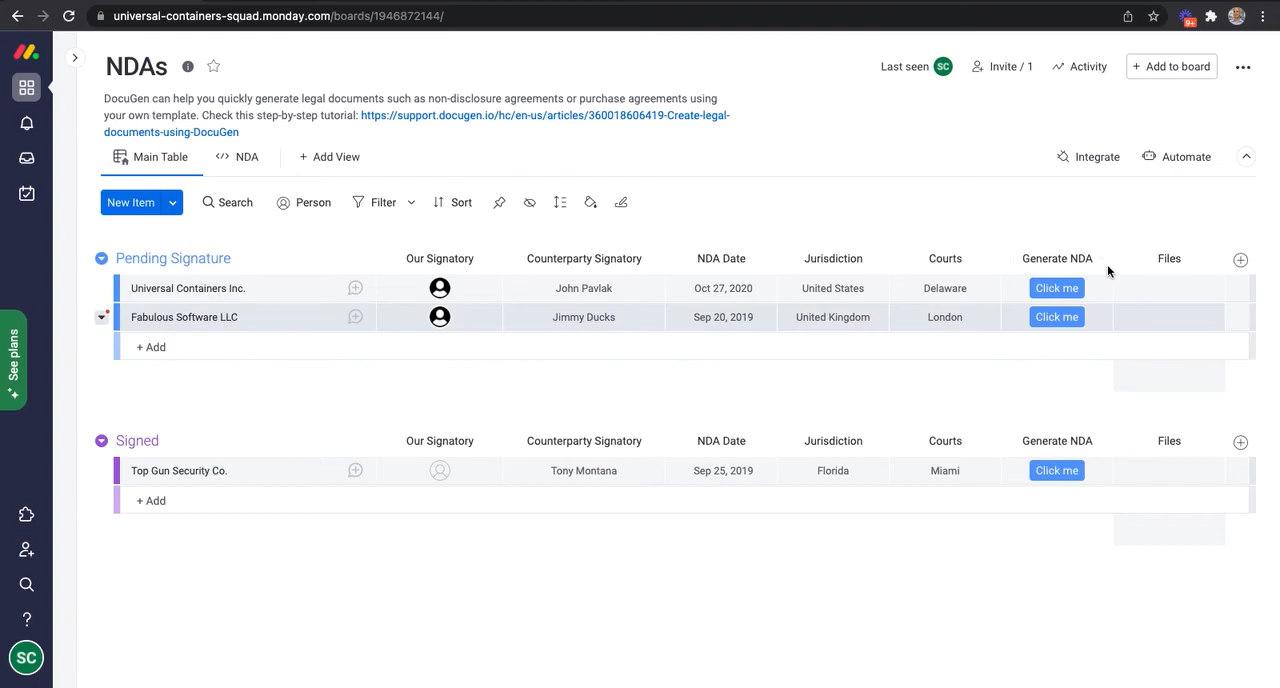 universal-containers-squad.monday.com/boards/1946872144/
9+
NDAs
Last seen SC Invite / 1 Activity + Add to board
DocuGen can help you quickly generate legal documents such as non-disclosure agreements or purchase agreements using
your own template. Check this step-by-step tutorial: https://support.docugen.io/hc/en-us/articles/360018606419-Create-legal-
documents-using-DocuGen
Main Table NDA + Add View Integrate Automate
New Item Search Person Filter Sort
Pending Signature Our Signatory Counterparty Signatory NDA Date Jurisdiction Courts Generate NDA Files
Universal Containers Inc. John Pavlak Oct 27, 2020 United States Delaware Click me
Fabulous Software LLC Jimmy Ducks Sep 20, 2019 United Kingdom London Click me
+ Add
See plans
Signed Our Signatory Counterparty Signatory NDA Date Jurisdiction Courts Generate NDA Files
Top Gun Security Co. Tony Montana Sep 25, 2019 Florida Miami Click me
+ Add
SC